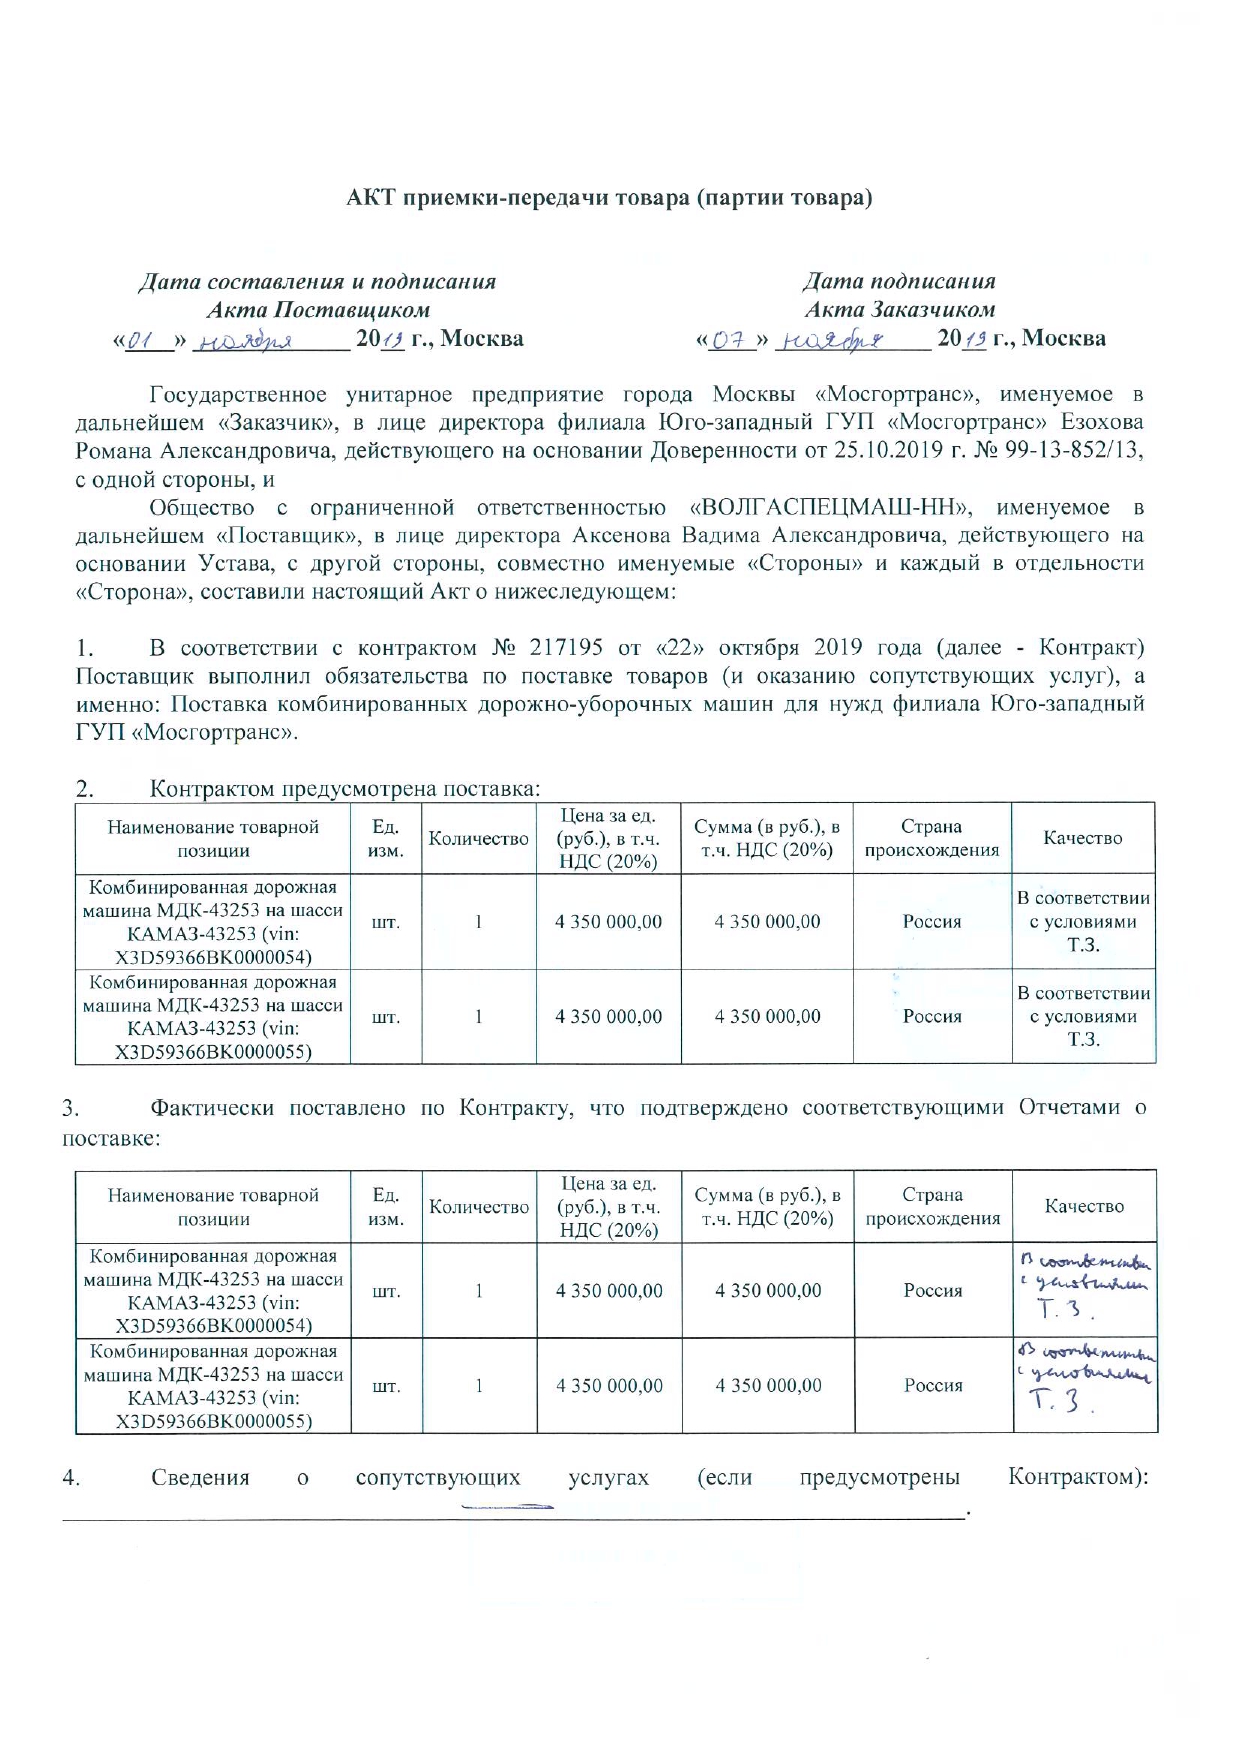 АКТ приемки-передачи товара (партии товара)
Дата составления и подписания
Акта Поставщиком
«01» ноября 2019 г., Москва
Дата подписания
Акта Заказчиком
«07» ноября 2019 г., Москва
Государственное унитарное предприятие города Москвы «Мосгортранс», именуемое в
дальнейшем «Заказчик», в лице директора филиала Юго-западный ГУП «Мосгортранс» Езохова
Романа Александровича, действующего на основании Доверенности от 25.10.2019 г. № 99-13-852/13,
с одной стороны, и
Общество с ограниченной ответственностью «ВОЛГАСПЕЦМАШ-НН», именуемое в
дальнейшем «Поставщик», в лице директора Аксенова Вадима Александровича, действующего на
основании Устава, с другой стороны, совместно именуемые «Стороны» и каждый в отдельности
«Сторона», составили настоящий Акт о нижеследующем:
1. В соответствии с контрактом № 217195 от «22» октября 2019 года (далее - Контракт)
Поставщик выполнил обязательства по поставке товаров (и оказанию сопутствующих услуг), а
именно: Поставка комбинированных дорожно-уборочных машин для нужд филиала Юго-западный
ГУП «Мосгортранс».
2. Контрактом предусмотрена поставка:
Наименование товарной
позиции
Ед.
изм.
Количество
Цена за ед.
(руб.), в т.ч.
НДС (20%)
Сумма (в руб.), в
т.ч. НДС (20%)
Страна
происхождения
Качество
Комбинированная дорожная
машина МДК-43253 на шасси
КАМАЗ-43253 (vin:
X3D59366BK0000054)
шт.
1
4 350 000,00
4 350 000,00
Россия
В соответствии
с условиями
Т.З.
Комбинированная дорожная
машина МДК-43253 на шасси
КАМАЗ-43253 (vin:
X3D59366BK0000055)
шт.
1
4 350 000,00
4 350 000,00
Россия
В соответствии
с условиями
Т.З.
3. Фактически поставлено по Контракту, что подтверждено соответствующими Отчетами о
поставке:
Наименование товарной
позиции
Ед.
изм.
Количество
Цена за ед.
(руб.), в т.ч.
НДС (20%)
Сумма (в руб.), в
т.ч. НДС (20%)
Страна
происхождения
Качество
Комбинированная дорожная
машина МДК-43253 на шасси
КАМАЗ-43253 (vin:
X3D59366BK0000054)
шт.
1
4 350 000,00
4 350 000,00
Россия
В соответствии
с условиями
Т.З.
Комбинированная дорожная
машина МДК-43253 на шасси
КАМАЗ-43253 (vin:
X3D59366BK0000055)
шт.
1
4 350 000,00
4 350 000,00
Россия
В соответствии
с условиями
Т.З.
4. Сведения о сопутствующих услугах (если предусмотрены Контрактом):
.